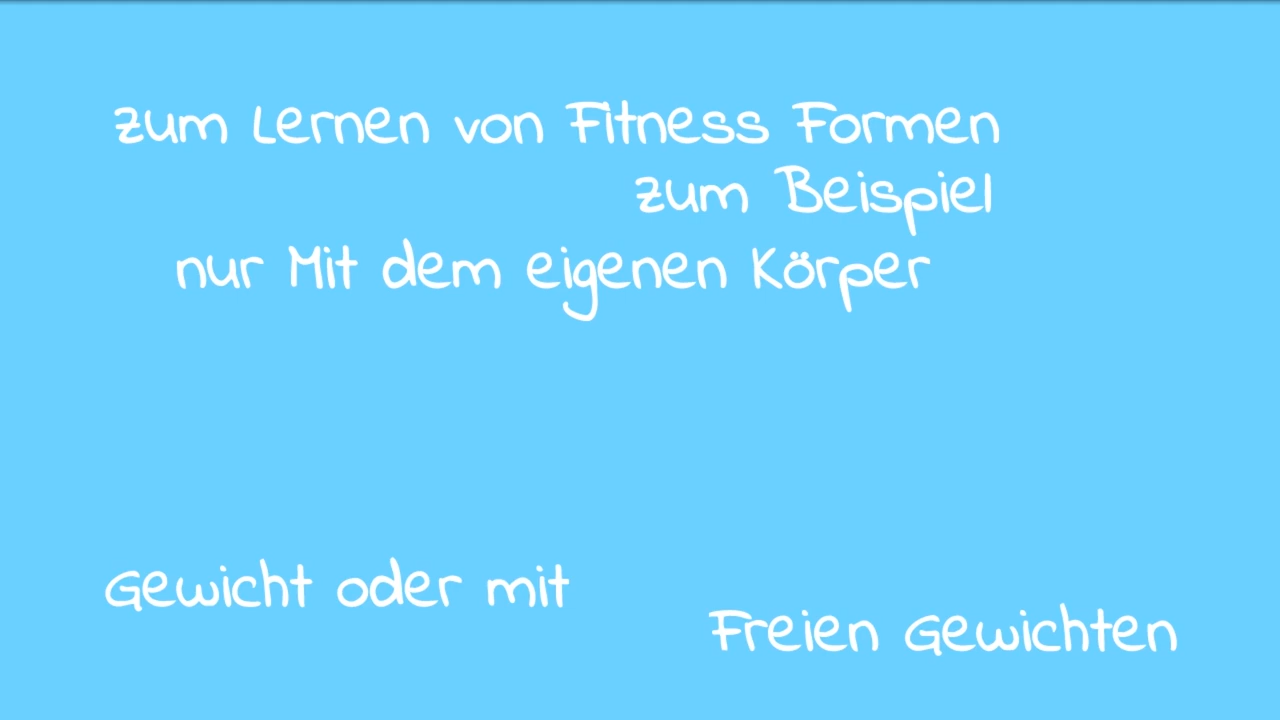 zum Lernen von Fitness Formen
zum Beispiel
nur Mit dem eigenen Körper
Gewicht oder mit
Freien Gewichten